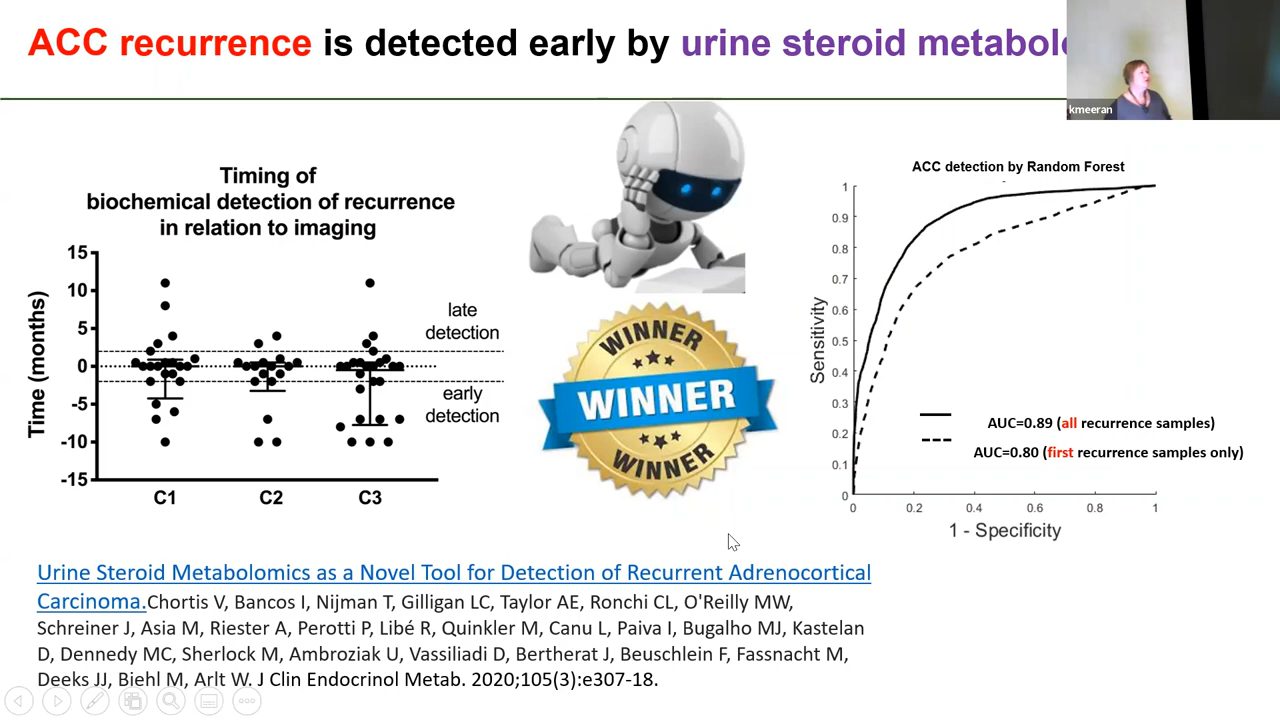 ACC recurrence is detected early by urine steroid
kmeeran
Timing of
biochemical detection of recurrence
in relation to imaging
Time (months)
15
10
5
0
-5
-10
-15
late
detection
early
detection
C1
C2
C3
WINNER
WINNER
WINNER
ACC detection by Random Forest
Sensitivity
1
0.9
0.8
0.7
0.6
0.5
0.4
0.3
0.2
0.1
0
0
0.2
0.4
0.6
0.8
1
1 - Specificity
AUC=0.89 (all recurrence samples)
AUC=0.80 (first recurrence samples only)
Urine Steroid Metabolomics as a Novel Tool for Detection of Recurrent Adrenocortical
Carcinoma.Chortis V, Bancos I, Nijman T, Gilligan LC, Taylor AE, Ronchi CL, O'Reilly MW,
Schreiner J, Asia M, Riester A, Perotti P, Libé R, Quinkler M, Canu L, Paiva I, Bugalho MJ, Kastelan
D, Dennedy MC, Sherlock M, Ambroziak U, Vassiliadi D, Bertherat J, Beuschlein F, Fassnacht M,
Deeks JJ, Biehl M, Arlt W. J Clin Endocrinol Metab. 2020;105(3):e307-18.